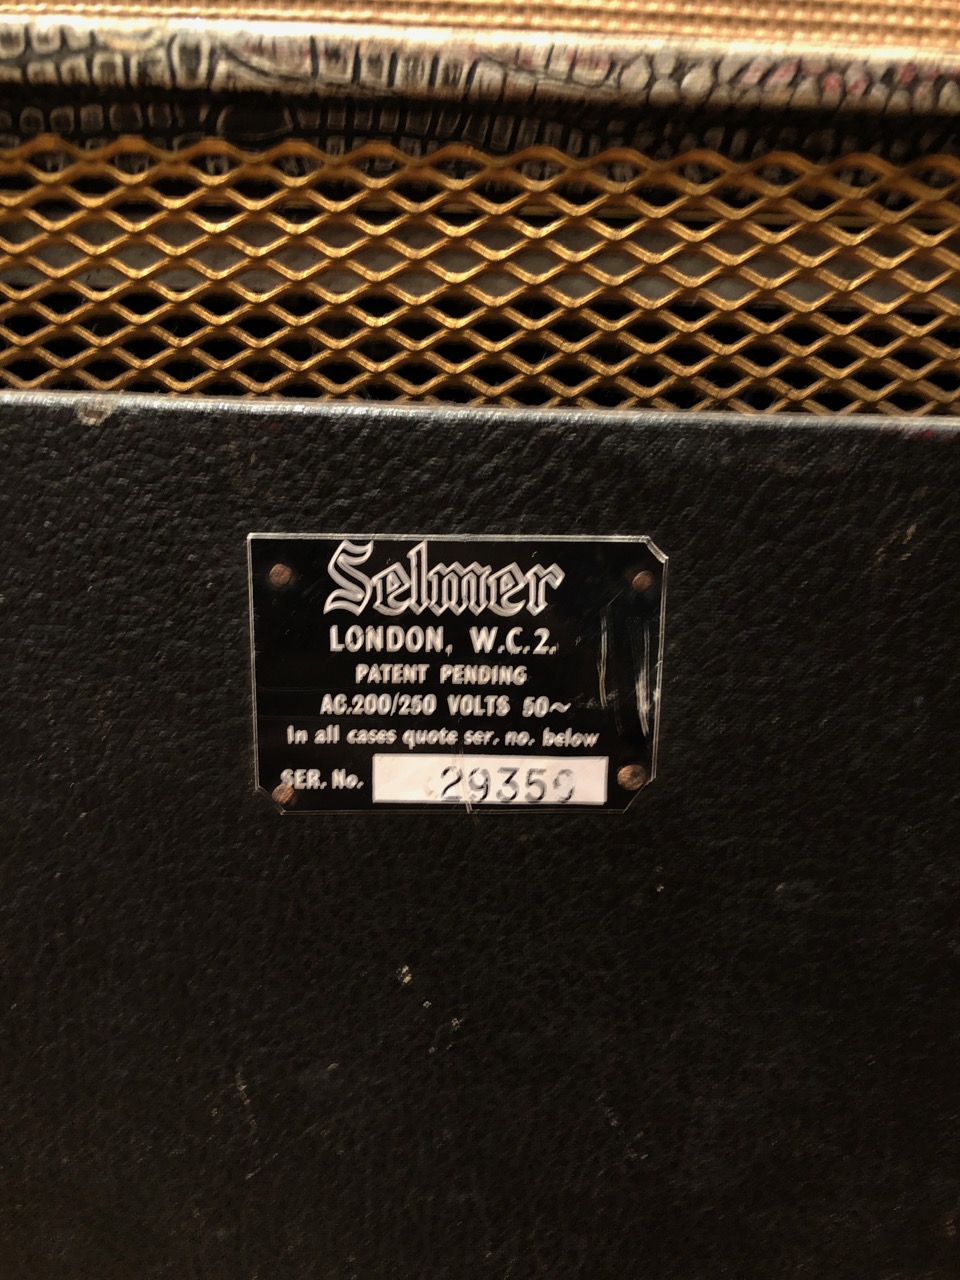 Selmer
LONDON, W.C.2.
PATENT PENDING
AC.200/250 VOLTS 50~
In all cases quote ser. no. below
SER. No. 29359